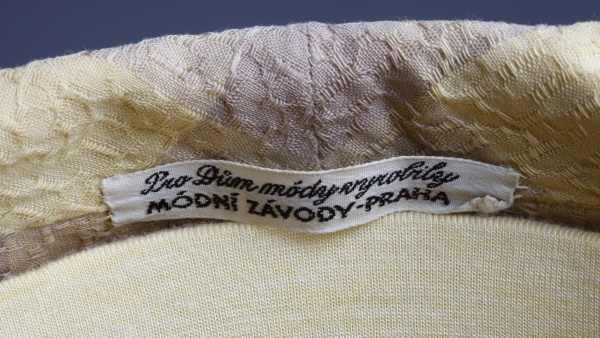 Pro Dům módy vyrobily
MÓDNÍ ZÁVODY-PRAHA